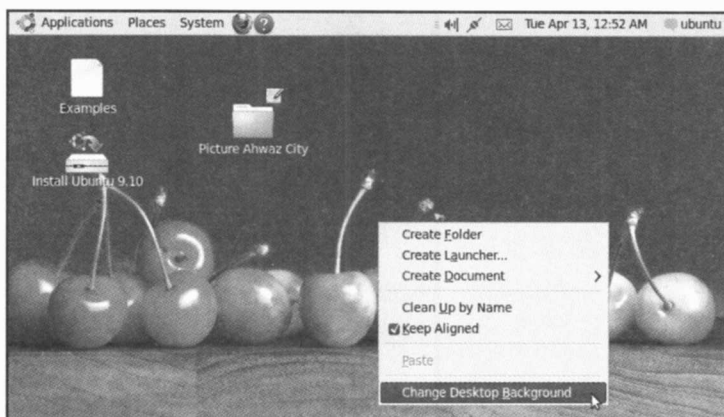 Applications Places System Tue Apr 13, 12:52 AM ubuntu
Examples
Picture Ahwaz City
Install Ubuntu 9.10
Create Folder
Create Launcher...
Create Document
Clean Up by Name
Keep Aligned
Paste
Change Desktop Background